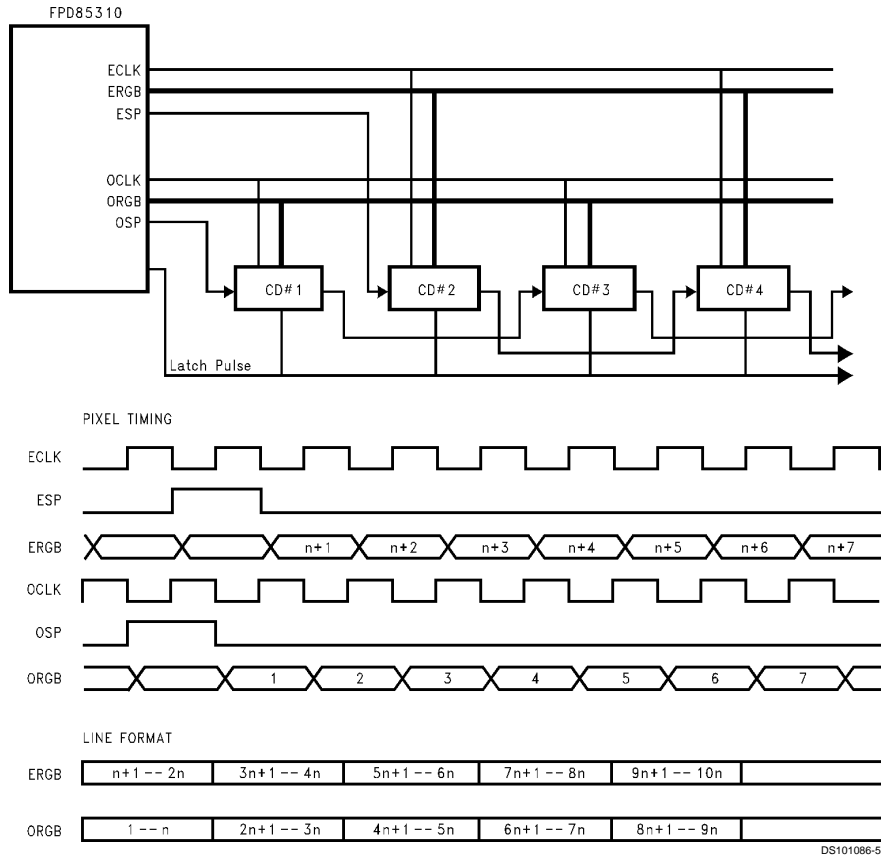 FPD85310
ECLK
ERGB
ESP
OCLK
ORGB
OSP
CD#1
CD#2
CD#3
CD#4
Latch Pulse
PIXEL TIMING
ECLK
ESP
ERGB n+1 n+2 n+3 n+4 n+5 n+6 n+7
OCLK
OSP
ORGB 1 2 3 4 5 6 7
LINE FORMAT
ERGB n+1 -- 2n 3n+1 -- 4n 5n+1 -- 6n 7n+1 -- 8n 9n+1 -- 10n
ORGB 1 -- n 2n+1 -- 3n 4n+1 -- 5n 6n+1 -- 7n 8n+1 -- 9n
DS101086-5